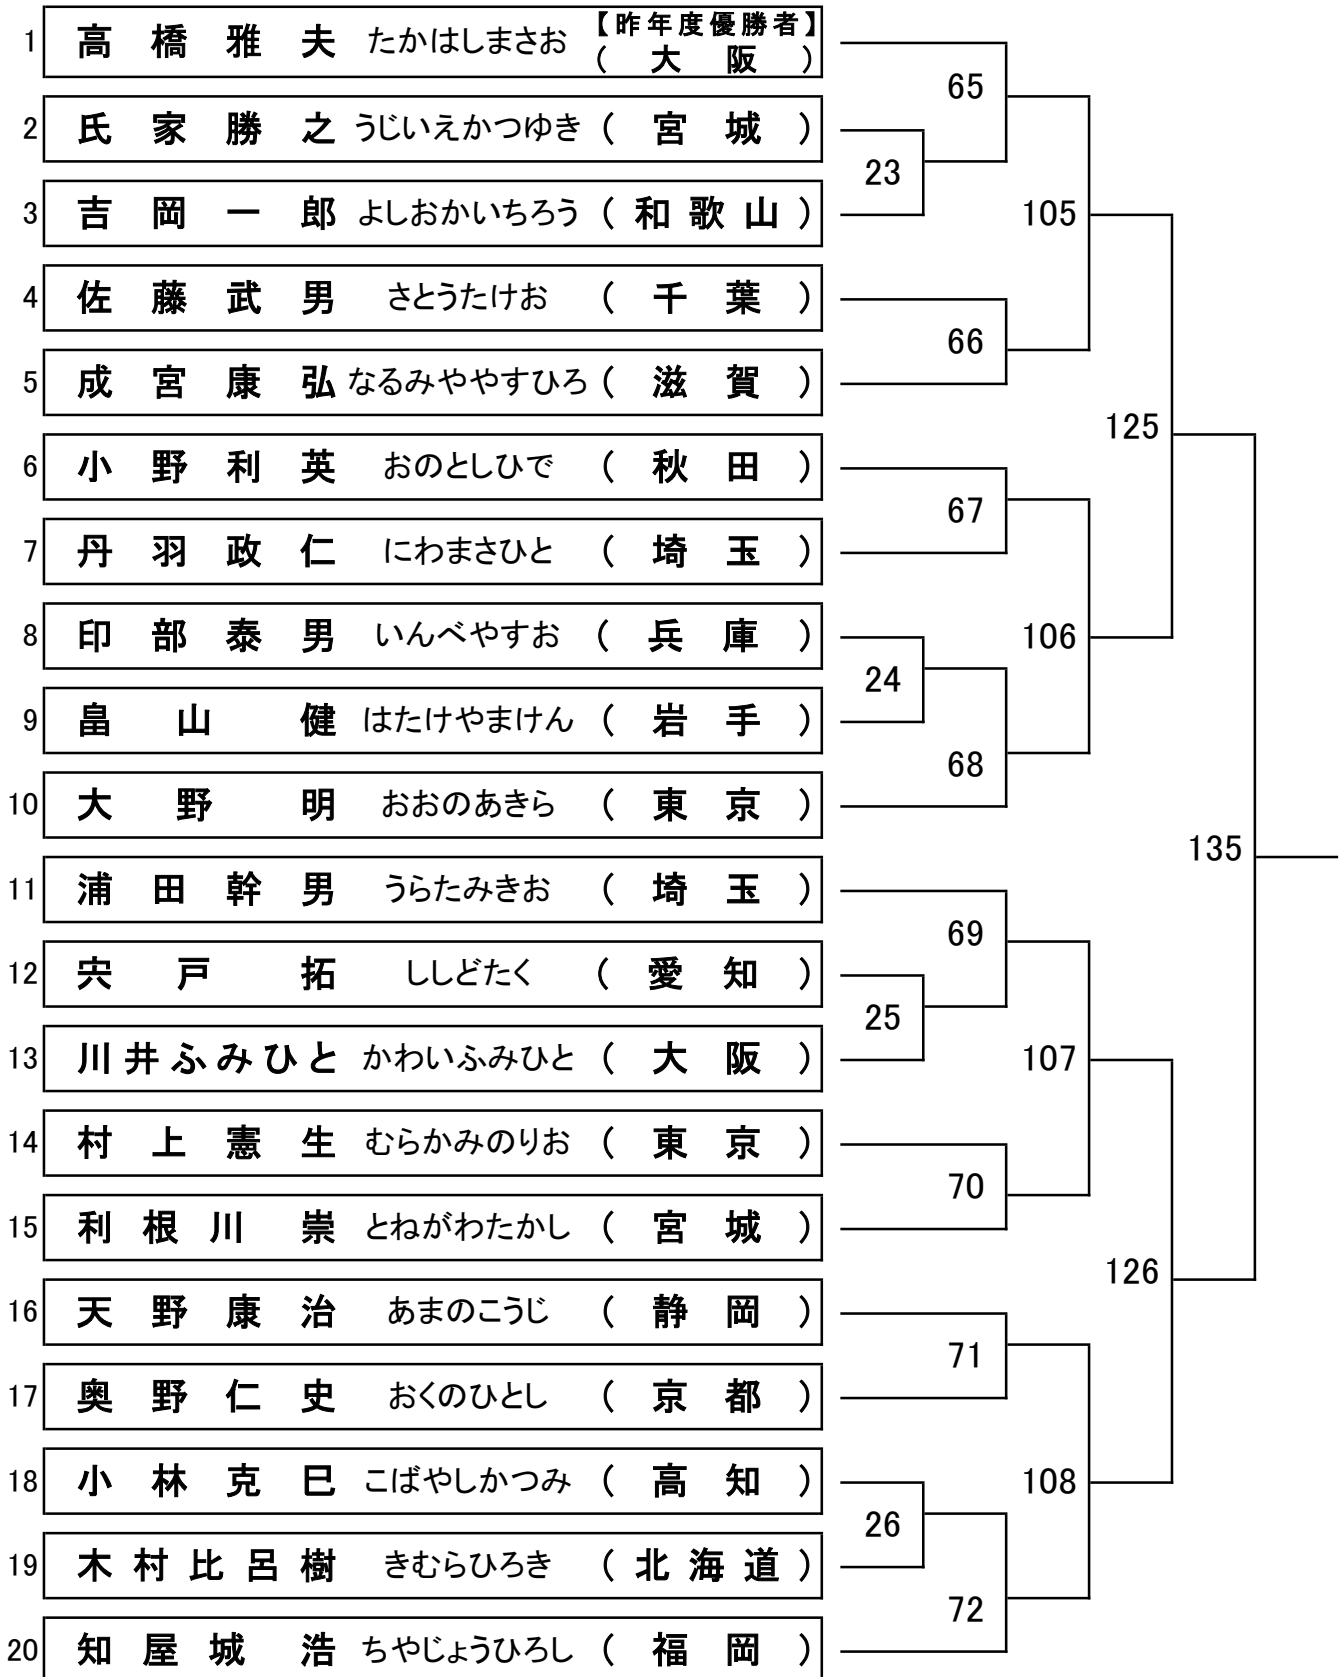 【昨年度優勝者】
1 高橋雅夫 たかはしまさお (大阪)
65
2 氏家勝之 うじいえかつゆき (宮城)
23
3 吉岡一郎 よしおかいちろう (和歌山)
105
4 佐藤武男 さとうたけお (千葉)
66
5 成宮康弘 なるみややすひろ (滋賀)
125
6 小野利英 おのとしひで (秋田)
67
7 丹羽政仁 にわまさひと (埼玉)
8 印部泰男 いんべやすお (兵庫)
106
24
9 畠山健 はたけやまけん (岩手)
68
10 大野明 おおのあきら (東京)
135
11 浦田幹男 うらたみきお (埼玉)
69
12 宍戸拓 ししどたく (愛知)
25
13 川井ふみひと かわいふみひと (大阪)
107
14 村上憲生 むらかみのりお (東京)
70
15 利根川崇 とねがわたかし (宮城)
126
16 天野康治 あまのこうじ (静岡)
71
17 奥野仁史 おくのひとし (京都)
18 小林克巳 こばやしかつみ (高知)
108
26
19 木村比呂樹 きむらひろき (北海道)
72
20 知屋城浩 ちやじょうひろし (福岡)